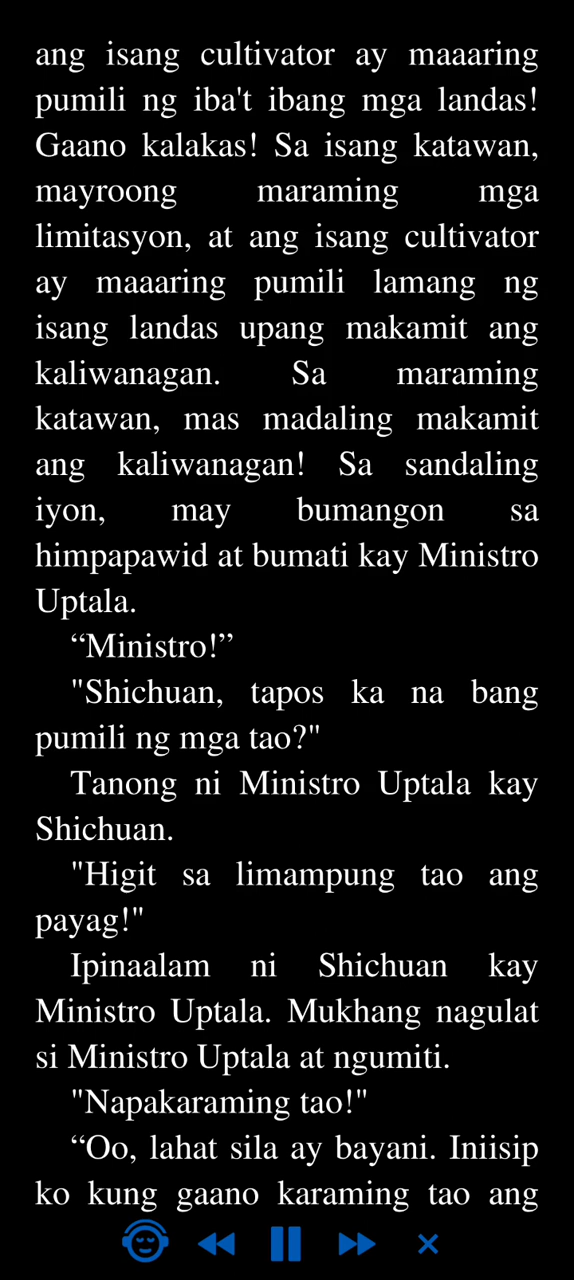 ang isang cultivator ay maaaring
pumili ng iba't ibang mga landas!
Gaano kalakas! Sa isang katawan,
mayroong maraming mga
limitasyon, at ang isang cultivator
ay maaaring pumili lamang ng
isang landas upang makamit ang
kaliwanagan. Sa maraming
katawan, mas madaling makamit
ang kaliwanagan! Sa sandaling
iyon, may bumangon sa
himpapawid at bumati kay Ministro
Uptala.
“Ministro!”
"Shichuan, tapos ka na bang
pumili ng mga tao?"
Tanong ni Ministro Uptala kay
Shichuan.
"Higit sa limampung tao ang
payag!"
Ipinaalam ni Shichuan kay
Ministro Uptala. Mukhang nagulat
si Ministro Uptala at ngumiti.
"Napakaraming tao!"
“Oo, lahat sila ay bayani. Iniisip
ko kung gaano karaming tao ang